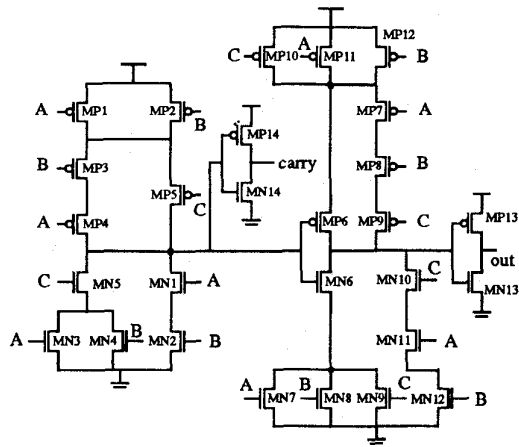 MP12
C MP10 A MP11 B
A MP1 MP2 B
MP7 A
MP14
B MP3 carry MP8 B
MN14
MP5 C
A MP4 MP6 MP9 C MP13
out
C MN5 MN1 A MN6 MN10 C MN13
A MN3 MN4 B MN2 B MN11 A
A MN7 B MN8 MN9 C MN12 B